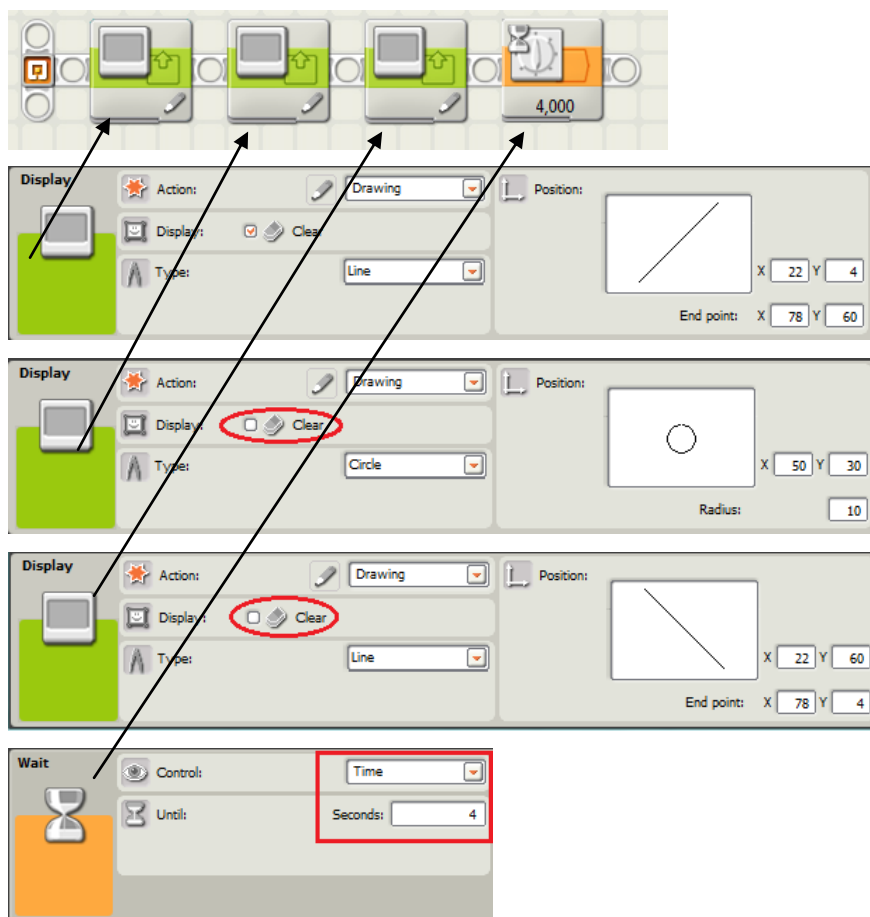 4,000
Display
Action: Drawing Position:
Display: Clear
Type: Line X 22 Y 4
End point: X 78 Y 60
Display
Action: Drawing Position:
Display: Clear
Type: Circle X 50 Y 30
Radius: 10
Display
Action: Drawing Position:
Display: Clear
Type: Line X 22 Y 60
End point: X 78 Y 4
Wait
Control: Time
Until: Seconds: 4